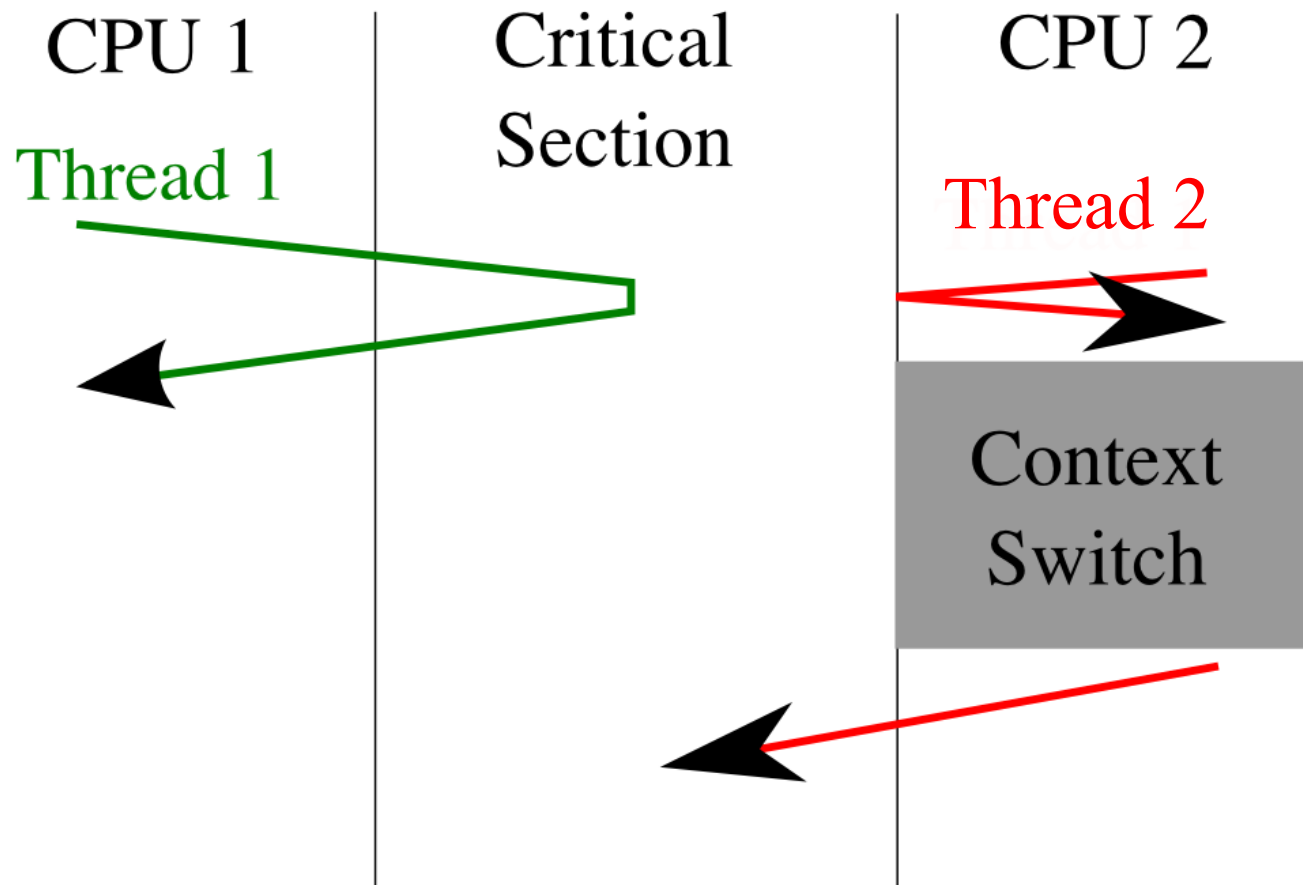 CPU 1
Critical
Section
CPU 2
Thread 1
Thread 2
Context
Switch